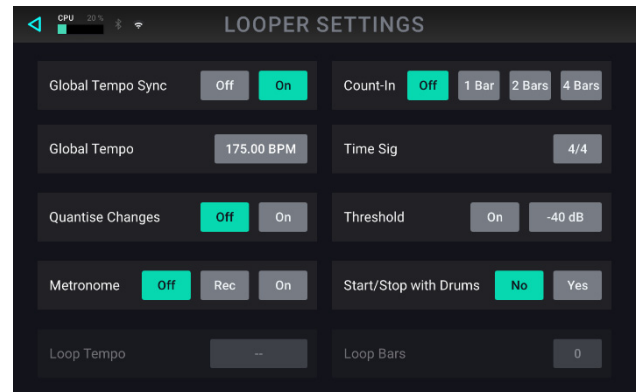 CPU 20 % LOOPER SETTINGS
Global Tempo Sync Off On Count-In Off 1 Bar 2 Bars 4 Bars
Global Tempo 175.00 BPM Time Sig 4/4
Quantise Changes Off On Threshold On -40 dB
Metronome Off Rec On Start/Stop with Drums No Yes
Loop Tempo -- Loop Bars 0